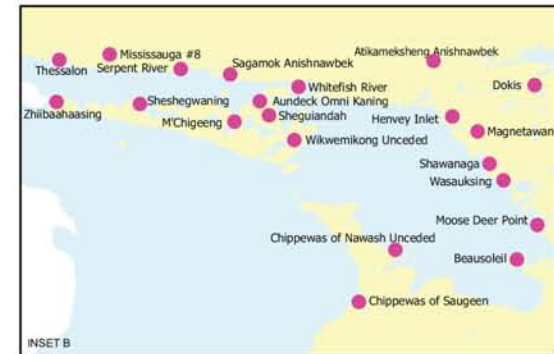 Mississauga #8
Atikameksheng Anishnawbek
Thessalon
Serpent River
Sagamok Anishnawbek
Whitefish River
Dokis
Zhiibaahaasing
Sheshegwaning
Aundeck Omni Kaning
M'Chigeeng
Sheguiandah
Henvey Inlet
Magnetawan
Wikwemikong Unceded
Shawanaga
Wasauksing
Moose Deer Point
Chippewas of Nawash Unceded
Beausoleil
Chippewas of Saugeen
INSET B